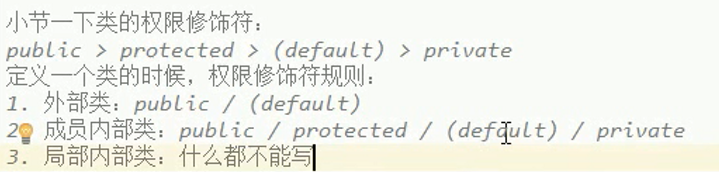 小节一下类的权限修饰符：
public > protected > (default) > private
定义一个类的时候，权限修饰符规则：
1. 外部类：public / (default)
2 成员内部类：public / protected / (default) / private
3. 局部内部类：什么都不能写